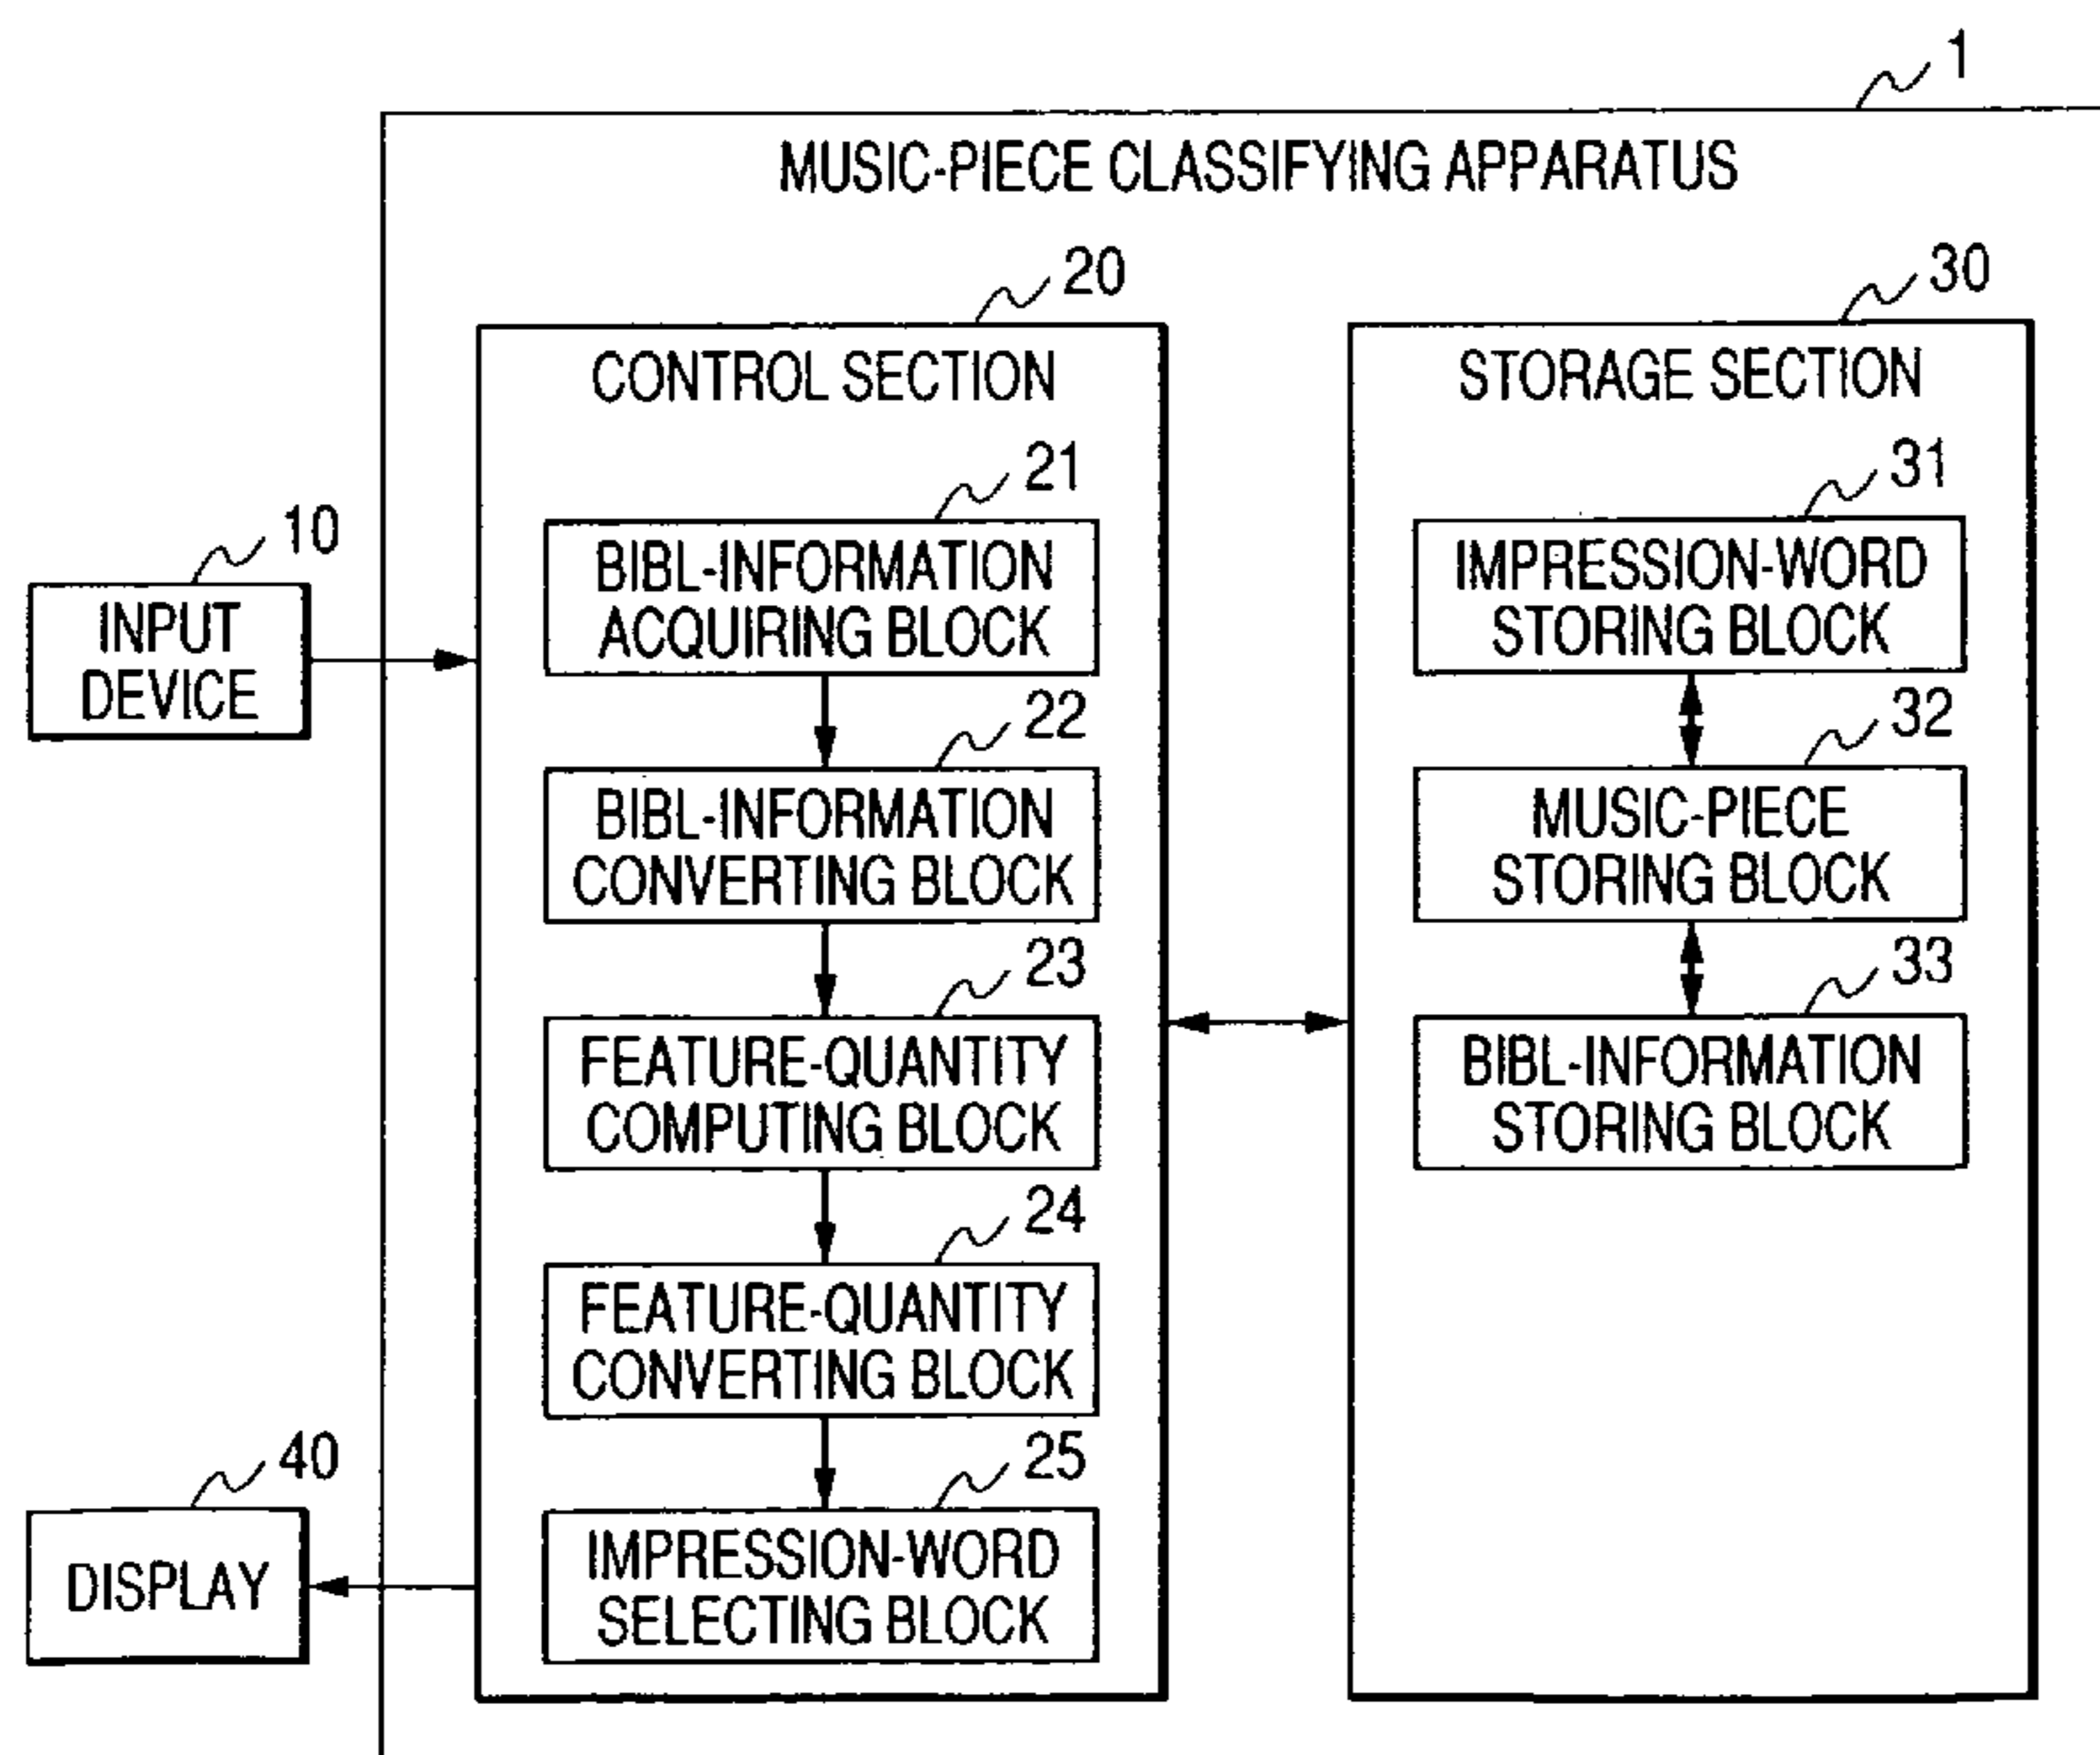 1
MUSIC-PIECE CLASSIFYING APPARATUS
20
CONTROL SECTION
21
BIBL-INFORMATION
ACQUIRING BLOCK
22
BIBL-INFORMATION
CONVERTING BLOCK
23
FEATURE-QUANTITY
COMPUTING BLOCK
24
FEATURE-QUANTITY
CONVERTING BLOCK
25
IMPRESSION-WORD
SELECTING BLOCK
30
STORAGE SECTION
31
IMPRESSION-WORD
STORING BLOCK
32
MUSIC-PIECE
STORING BLOCK
33
BIBL-INFORMATION
STORING BLOCK
10
INPUT
DEVICE
40
DISPLAY